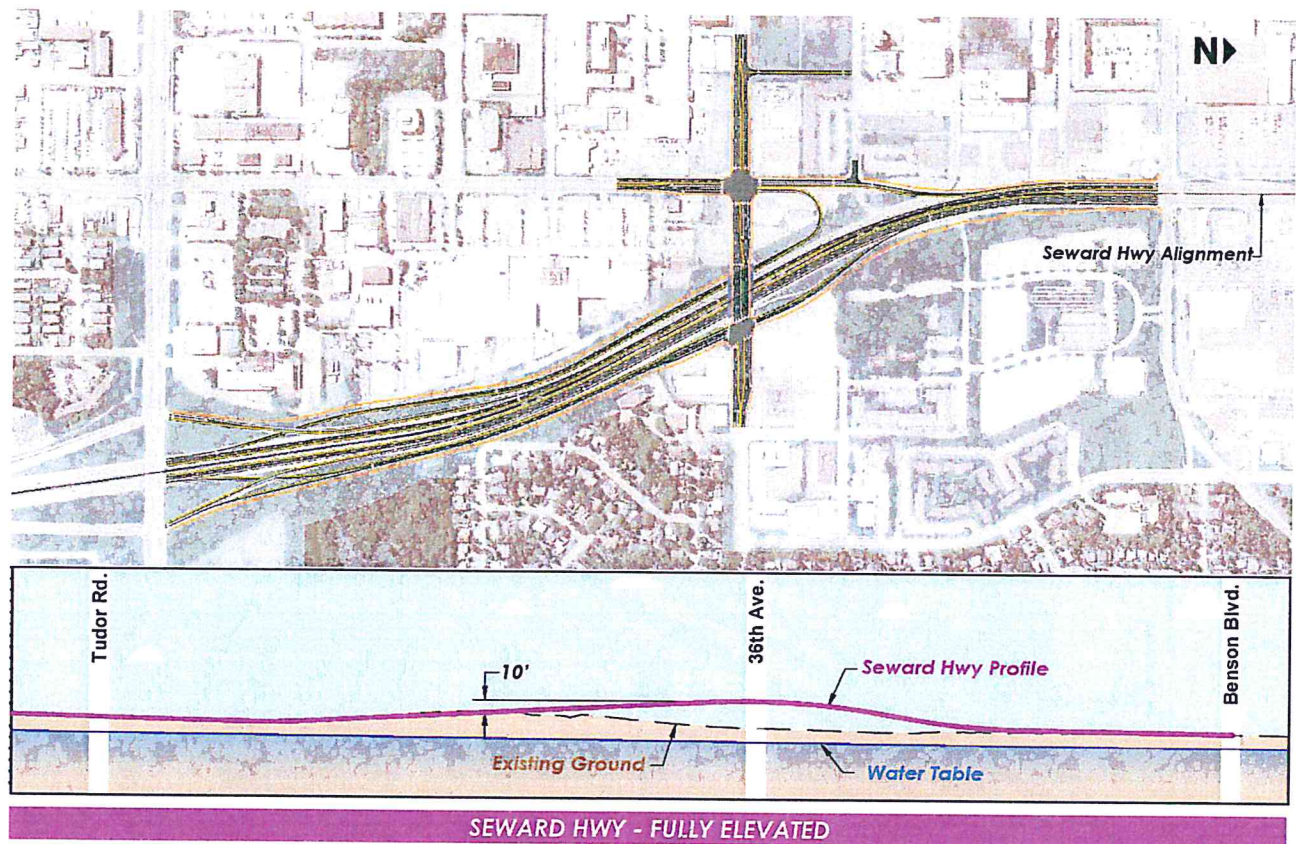 N
Seward Hwy Alignment
Tudor Rd.
10'
36th Ave.
Seward Hwy Profile
Benson Blvd.
Existing Ground
Water Table
SEWARD HWY - FULLY ELEVATED